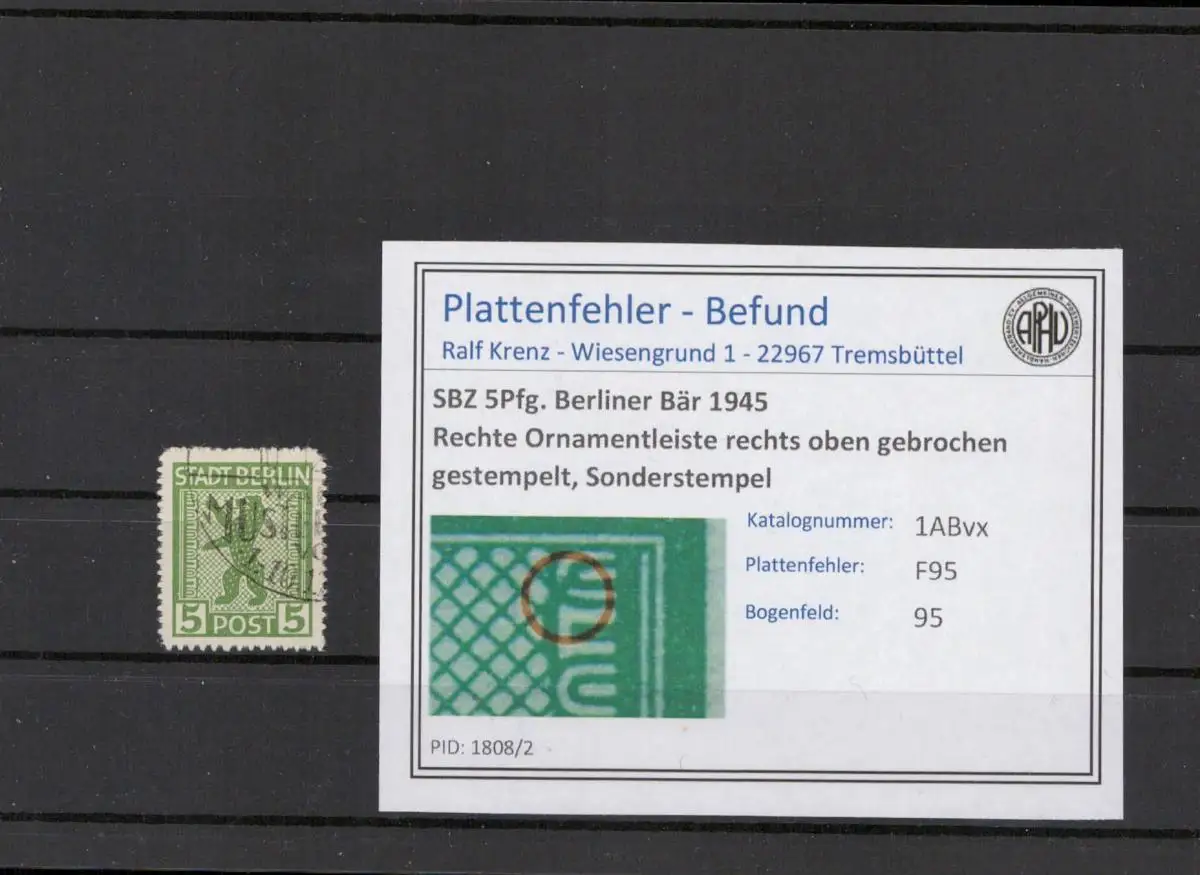 STADT BERLIN
5 POST 5
Plattenfehler - Befund
Ralf Krenz - Wiesengrund 1 - 22967 Tremsbüttel
APHV
SBZ 5Pfg. Berliner Bär 1945
Rechte Ornamentleiste rechts oben gebrochen
gestempelt, Sonderstempel
Katalognummer: 1ABvx
Plattenfehler: F95
Bogenfeld: 95
PID: 1808/2